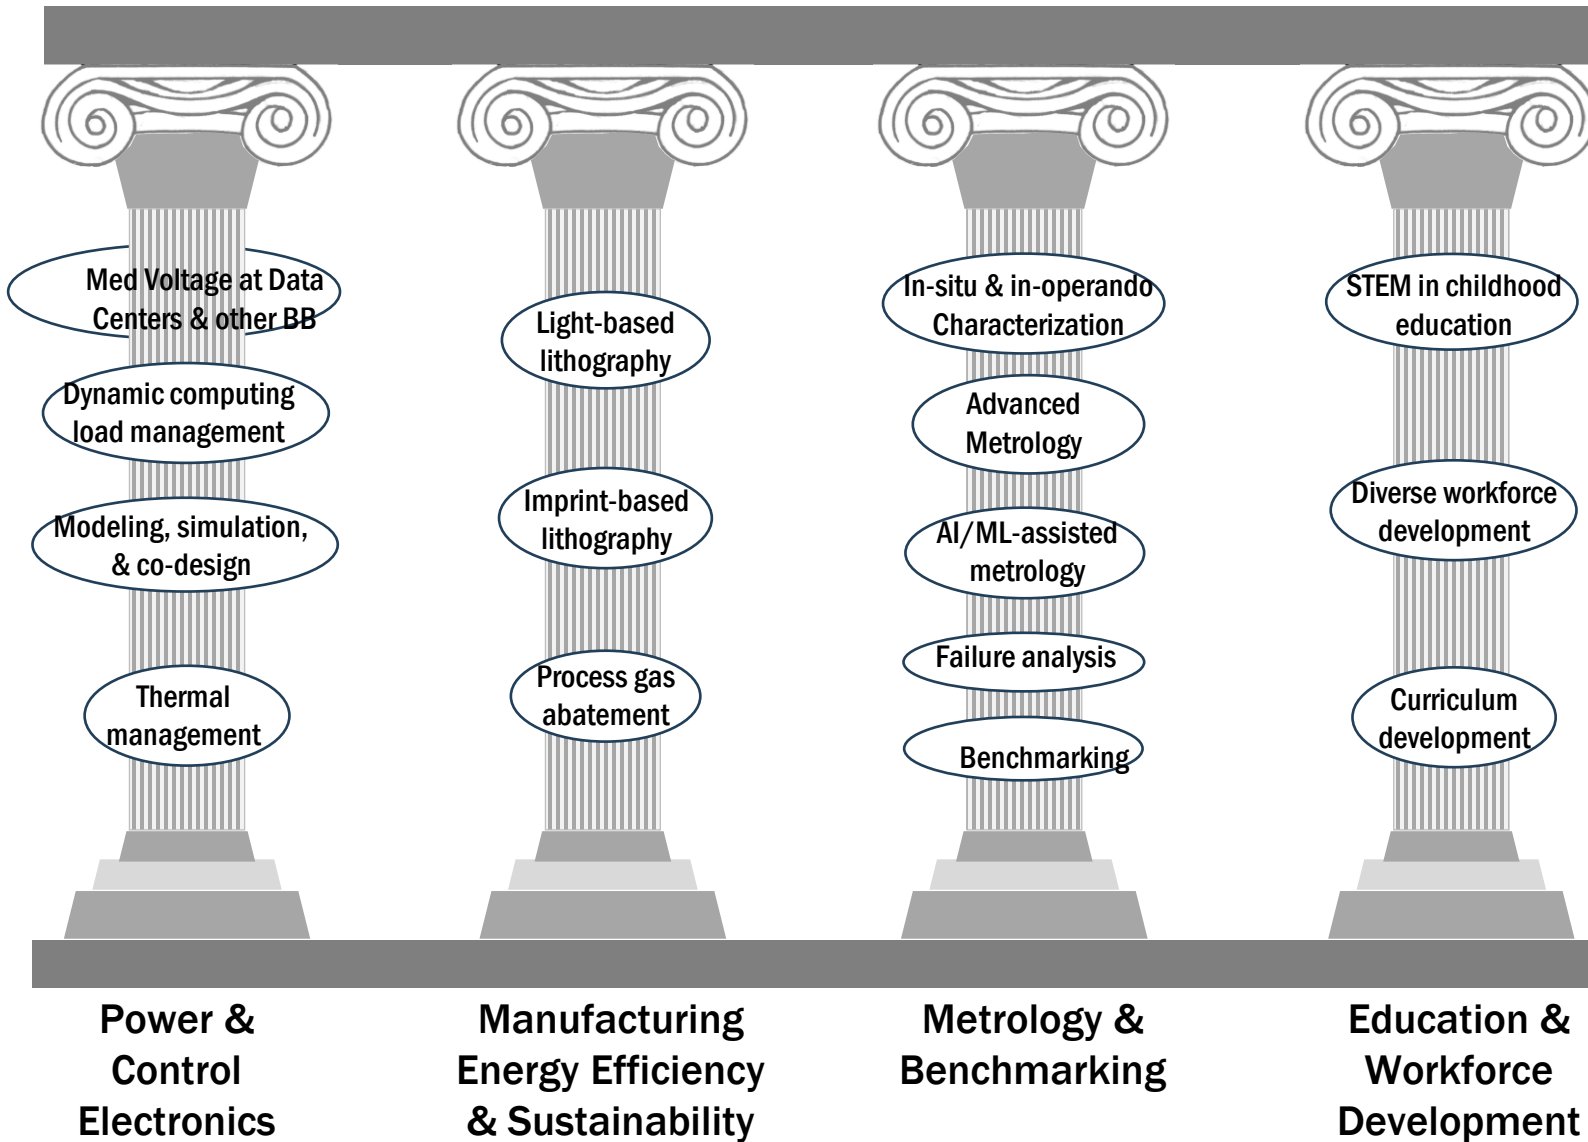 Med Voltage at Data
Centers & other BB
Dynamic computing
load management
Modeling, simulation,
& co-design
Thermal
management
Power &
Control
Electronics
Light-based
lithography
Imprint-based
lithography
Process gas
abatement
Manufacturing
Energy Efficiency
& Sustainability
In-situ & in-operando
Characterization
Advanced
Metrology
AI/ML-assisted
metrology
Failure analysis
Benchmarking
Metrology &
Benchmarking
STEM in childhood
education
Diverse workforce
development
Curriculum
development
Education &
Workforce
Development